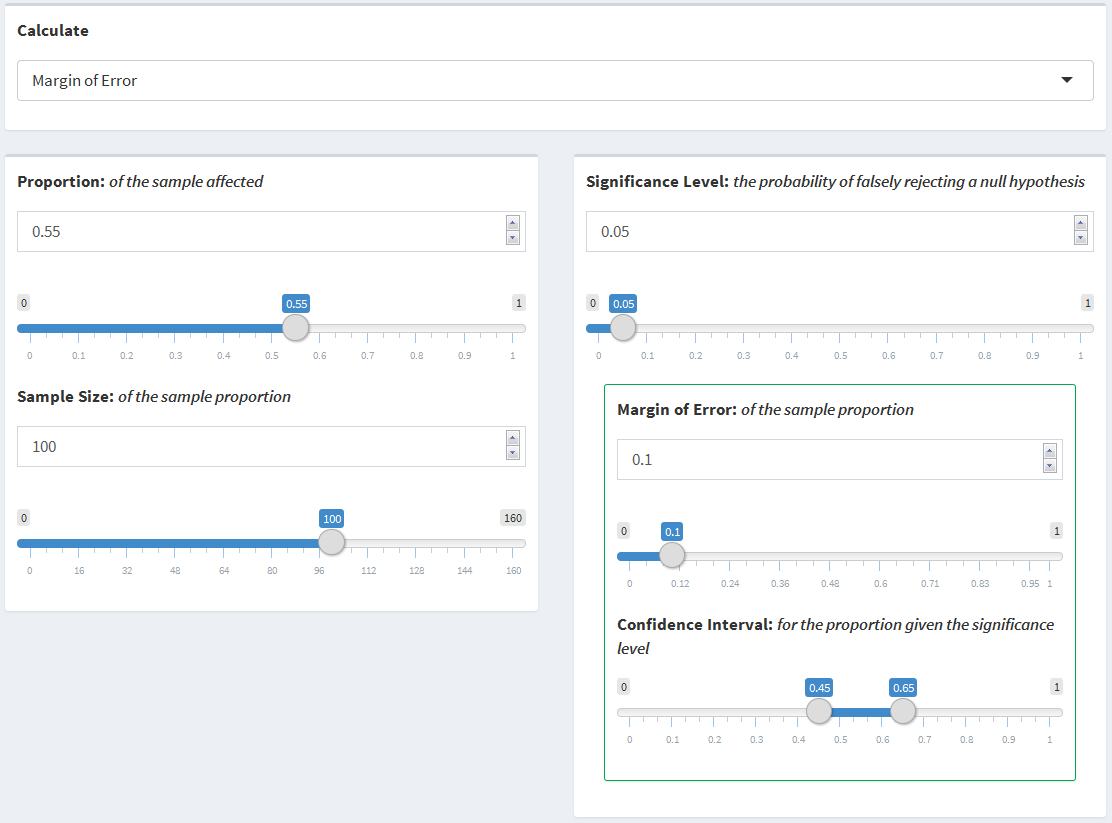 Calculate
Margin of Error
Proportion: of the sample affected
0.55
0 0.55 1
0 0.1 0.2 0.3 0.4 0.5 0.6 0.7 0.8 0.9 1
Sample Size: of the sample proportion
100
0 100 160
0 16 32 48 64 80 96 112 128 144 160
Significance Level: the probability of falsely rejecting a null hypothesis
0.05
0 0.05 1
0 0.1 0.2 0.3 0.4 0.5 0.6 0.7 0.8 0.9 1
Margin of Error: of the sample proportion
0.1
0 0.1 1
0 0.12 0.24 0.36 0.48 0.6 0.71 0.83 0.95 1
Confidence Interval: for the proportion given the significance
level
0 0.45 0.65 1
0 0.1 0.2 0.3 0.4 0.5 0.6 0.7 0.8 0.9 1